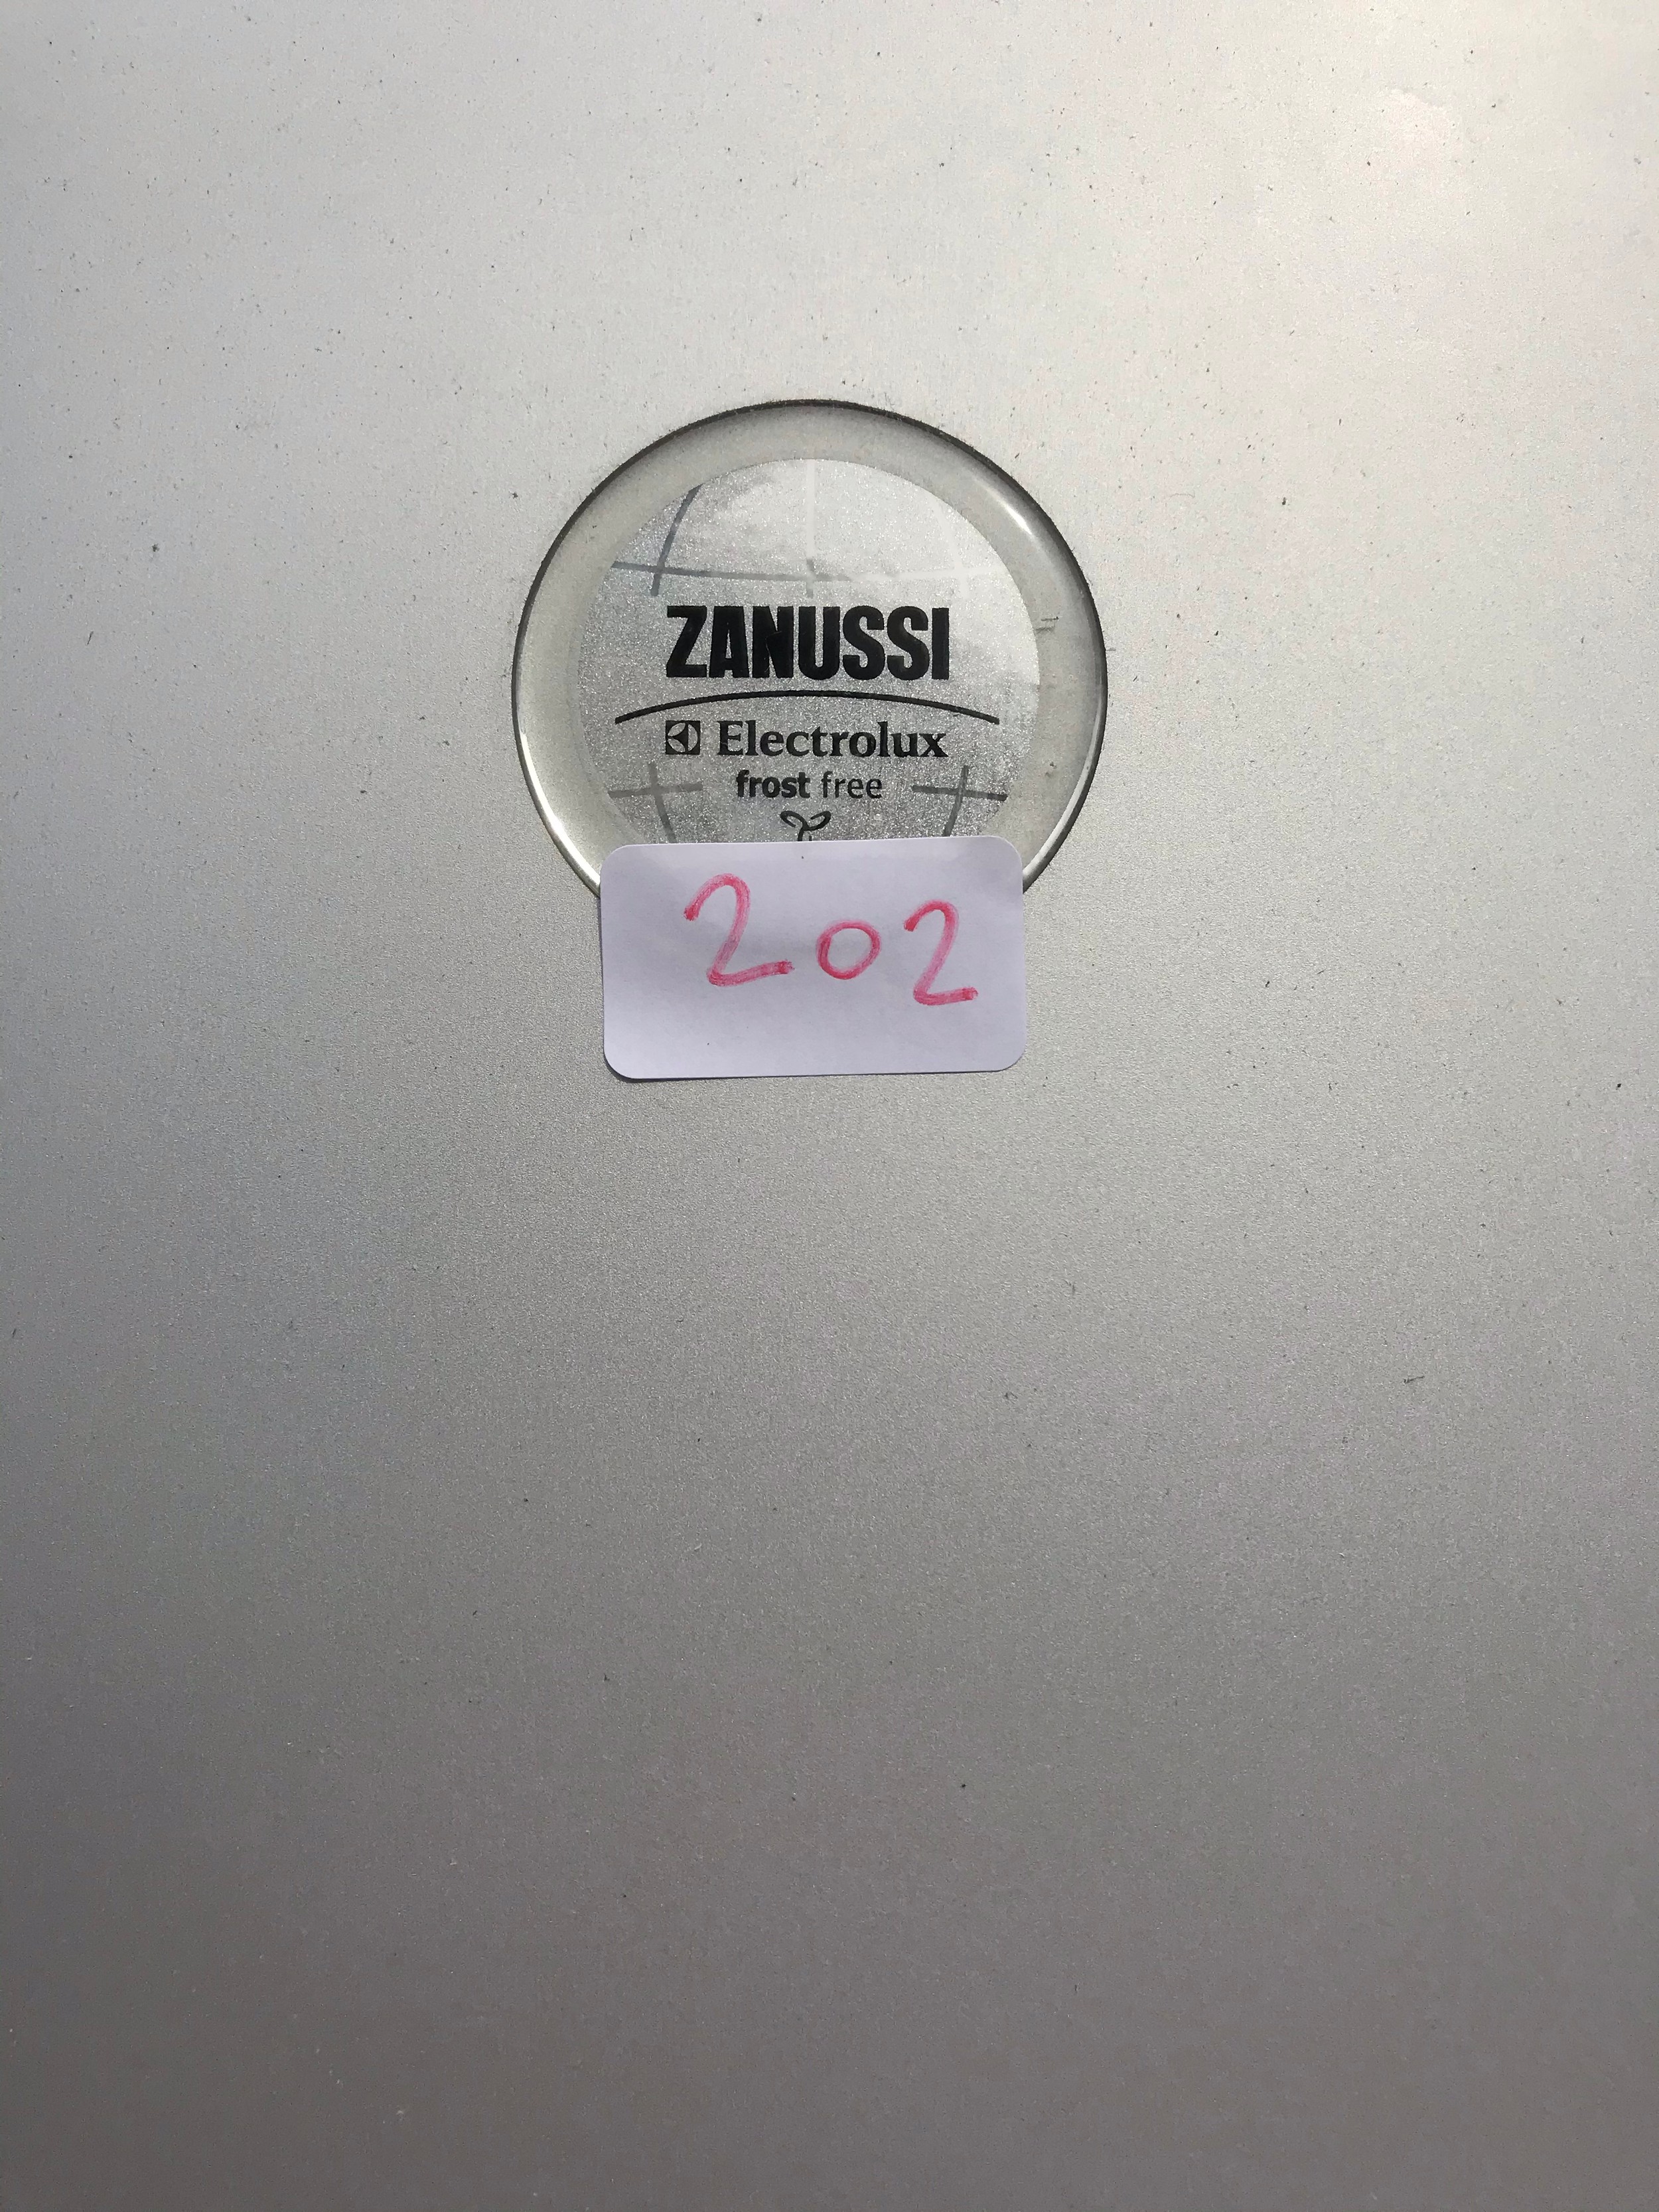 ZANUSSI
Electrolux
frost free
202